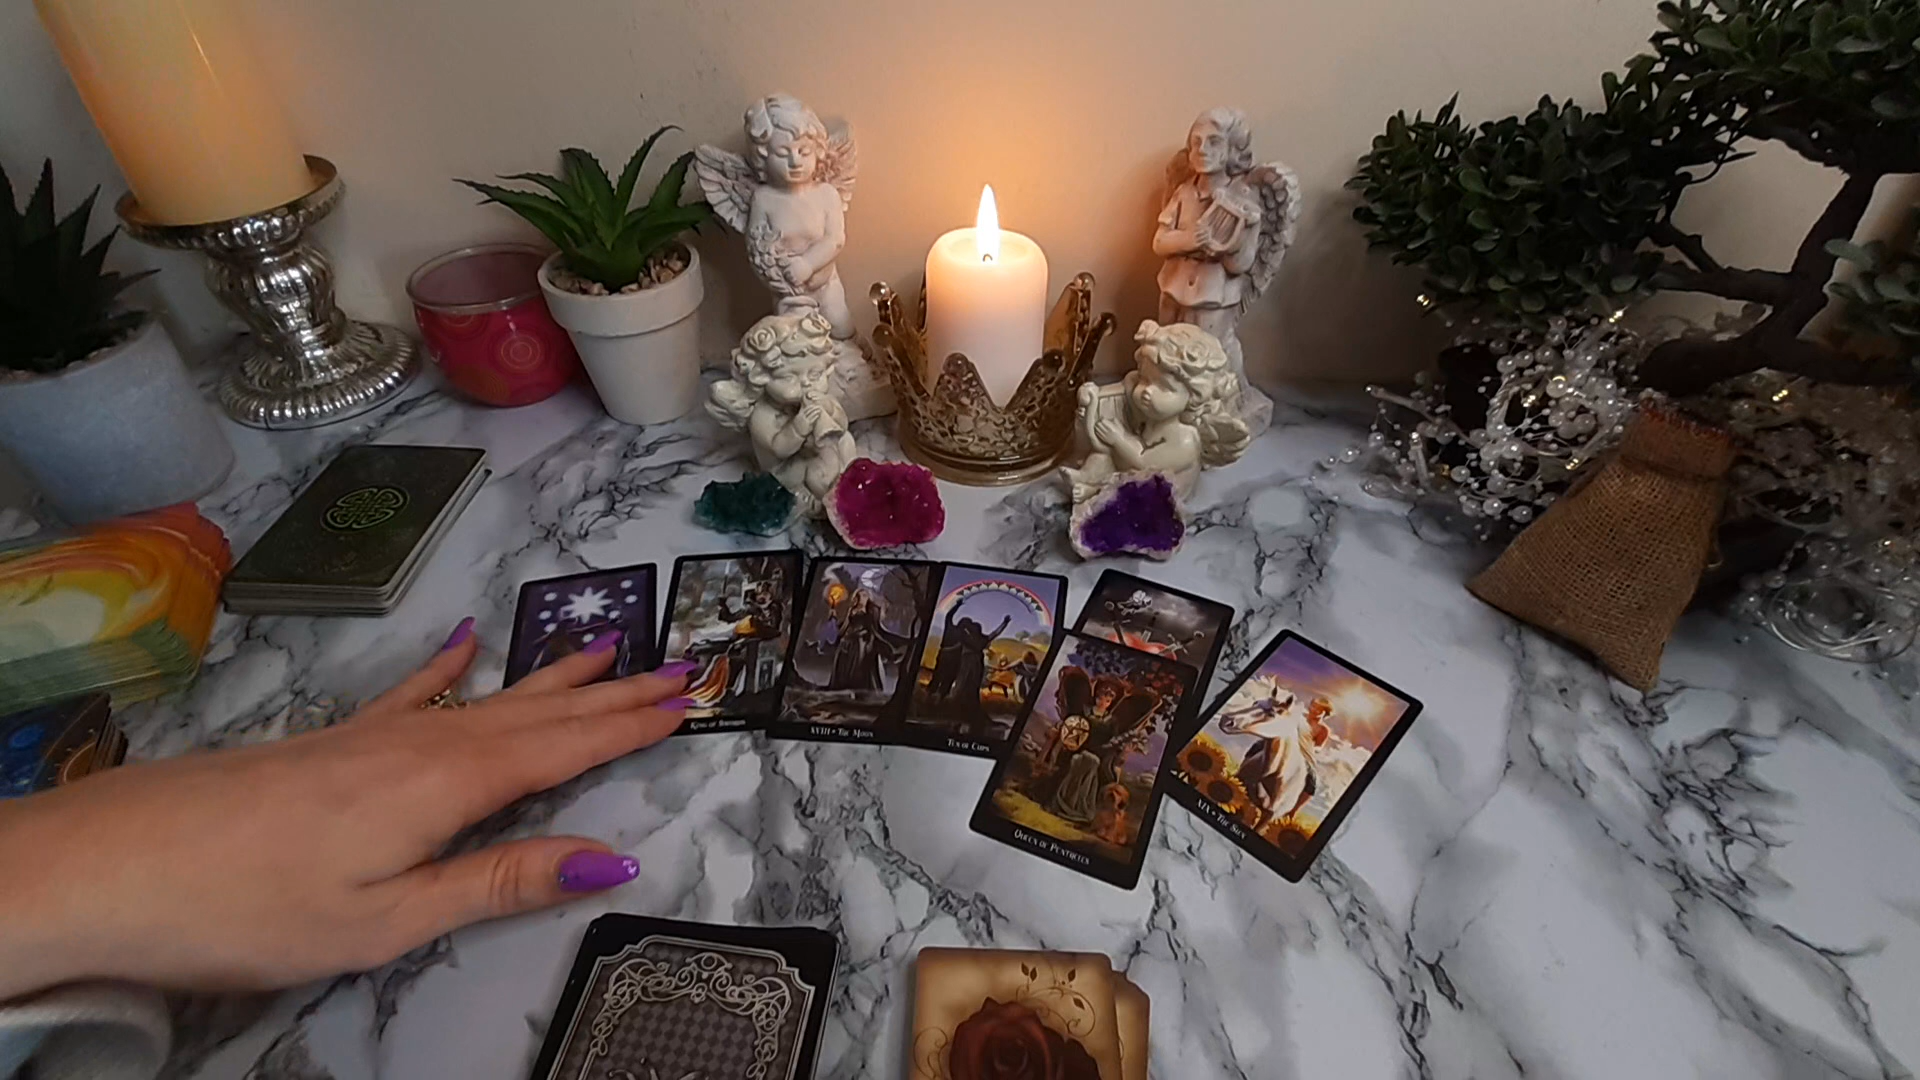 King of Swords
XVIII • The Moon
Ten of Cups
Queen of Pentacles
XIX • The Sun